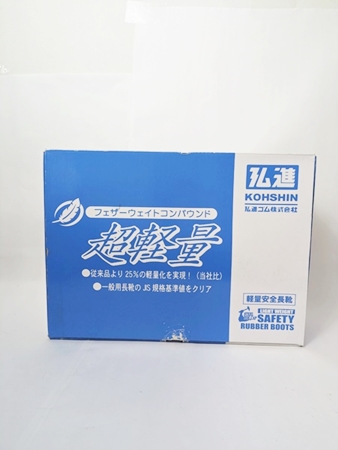 フェザーウェイトコンパウンド
超軽量
●従来品より25%の軽量化を実現！（当社比）
●一般用長靴のJIS規格基準値をクリア
弘進
KOHSHIN
弘進ゴム株式会社
軽量安全長靴
LIGHT WEIGHT
SAFETY
RUBBER BOOTS